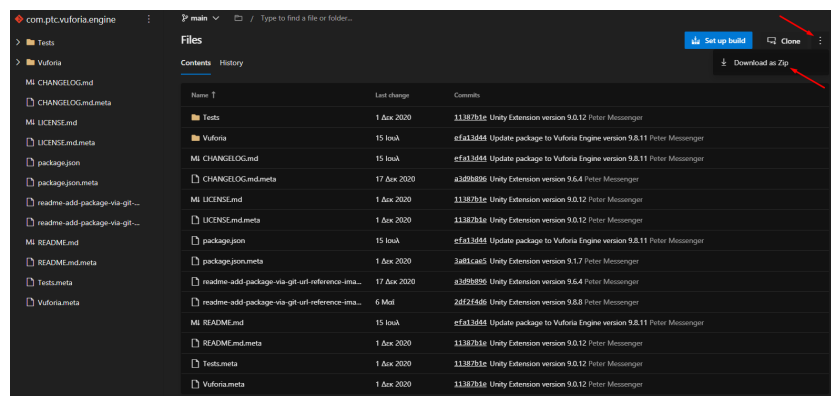 com.ptc.vuforia.engine
Tests
Vuforia
M↓ CHANGELOG.md
CHANGELOG.md.meta
M↓ LICENSE.md
LICENSE.md.meta
package.json
package.json.meta
readme-add-package-via-git-...
readme-add-package-via-git-...
M↓ README.md
README.md.meta
Tests.meta
Vuforia.meta
main / Type to find a file or folder...
Files
Set up build Clone
Download as Zip
Contents History
Name ↑ Last change Commits
Tests 1 Δεκ 2020 11387b1e Unity Extension version 9.0.12 Peter Messenger
Vuforia 15 Ιουλ efa13d44 Update package to Vuforia Engine version 9.8.11 Peter Messenger
M↓ CHANGELOG.md 15 Ιουλ efa13d44 Update package to Vuforia Engine version 9.8.11 Peter Messenger
CHANGELOG.md.meta 17 Δεκ 2020 a3d9b896 Unity Extension version 9.6.4 Peter Messenger
M↓ LICENSE.md 1 Δεκ 2020 11387b1e Unity Extension version 9.0.12 Peter Messenger
LICENSE.md.meta 1 Δεκ 2020 11387b1e Unity Extension version 9.0.12 Peter Messenger
package.json 15 Ιουλ efa13d44 Update package to Vuforia Engine version 9.8.11 Peter Messenger
package.json.meta 1 Δεκ 2020 3a01cae5 Unity Extension version 9.1.7 Peter Messenger
readme-add-package-via-git-url-reference-ima... 17 Δεκ 2020 a3d9b896 Unity Extension version 9.6.4 Peter Messenger
readme-add-package-via-git-url-reference-ima... 6 Μαΐ 2df2f4d6 Unity Extension version 9.8.8 Peter Messenger
M↓ README.md 15 Ιουλ efa13d44 Update package to Vuforia Engine version 9.8.11 Peter Messenger
README.md.meta 1 Δεκ 2020 11387b1e Unity Extension version 9.0.12 Peter Messenger
Tests.meta 1 Δεκ 2020 11387b1e Unity Extension version 9.0.12 Peter Messenger
Vuforia.meta 1 Δεκ 2020 11387b1e Unity Extension version 9.0.12 Peter Messenger